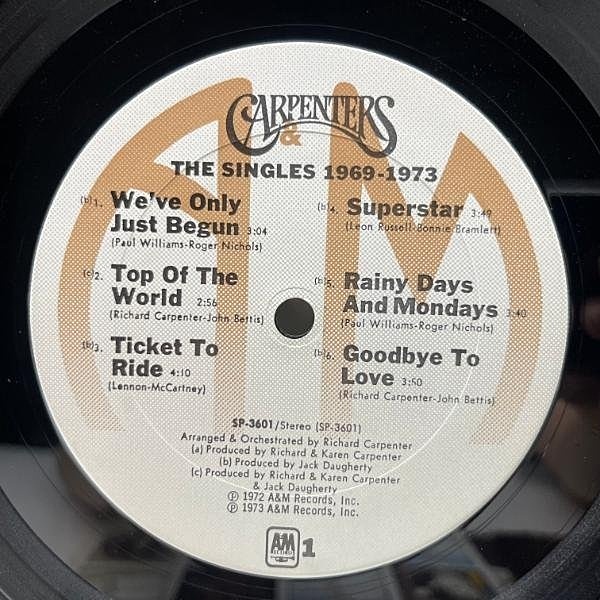 CARPENTERS
&
THE SINGLES 1969-1973
(b)1. We've Only
Just Begun 3:04
(Paul Williams-Roger Nichols)
(c)2. Top Of The
World 2:56
(Richard Carpenter-John Bettis)
(b)3. Ticket To
Ride 4:10
(Lennon-McCartney)
(b)4. Superstar 3:49
(Leon Russell-Bonnie Bramlett)
(b)5. Rainy Days
And Mondays 3:40
(Paul Williams-Roger Nichols)
(b)6. Goodbye To
Love 3:50
(Richard Carpenter-John Bettis)
SP-3601/Stereo (SP-3601)
Arranged & Orchestrated by Richard Carpenter
(a) Produced by Richard & Karen Carpenter
(b) Produced by Jack Daugherty
(c) Produced by Richard & Karen Carpenter
& Jack Daugherty
℗ 1972 A&M Records, Inc.
℗ 1973 A&M Records, Inc.
A&M
RECORDS
1